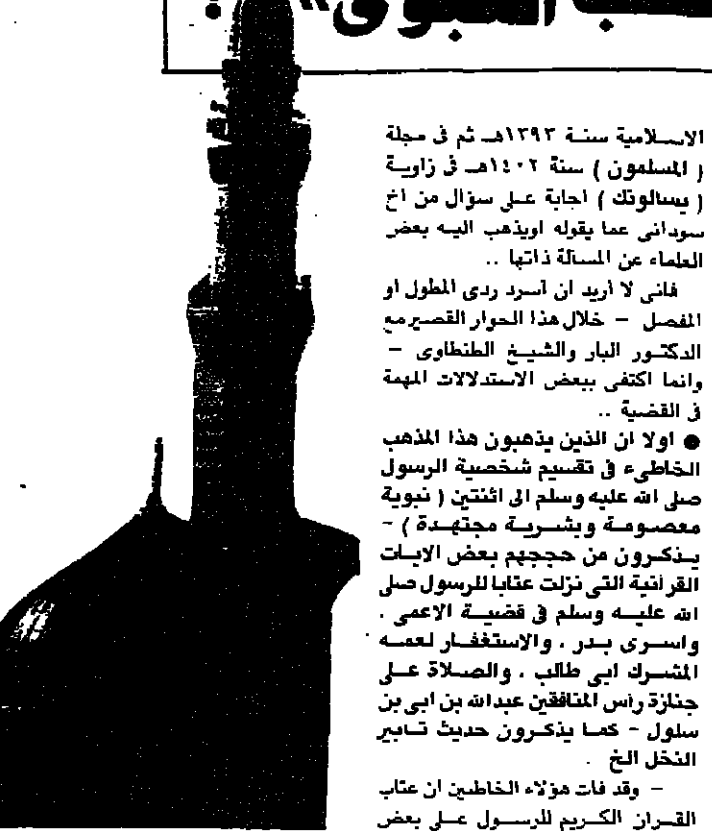 النبوى» ؟
الاسلامية سنة ١٣٩٣هـ ثم فى مجلة
( المسلمون ) سنة ١٤٠٢هـ فى زاوية
( يسالونك ) اجابة على سؤال من اخ
سودانى عما يقوله اويذهب اليه بعض
العلماء عن المسالة ذاتها ..
فانى لا أريد ان أسرد ردى المطول او
المفصل – خلال هذا الحوار القصير مع
الدكتور البار والشيخ الطنطاوى –
وانما اكتفى ببعض الاستدلالات المهمة
فى القضية ..
● اولا ان الذين يذهبون هذا المذهب
الخاطىء فى تقسيم شخصية الرسول
صلى الله عليه وسلم الى اثنتين ( نبوية
معصومة وبشرية مجتهدة ) –
يذكرون من حججهم بعض الايات
القرآنية التى نزلت عتابا للرسول صلى
الله عليه وسلم فى قضية الاعمى .
واسرى بدر . والاستغفار لعمه
المشرك ابى طالب . والصلاة على
جنازة رأس المنافقين عبدالله بن ابى بن
سلول – كما يذكرون حديث تابير
النخل الخ .
– وقد فات هؤلاء الخاطئين ان عتاب
القرآن الكريم للرسول على بعض